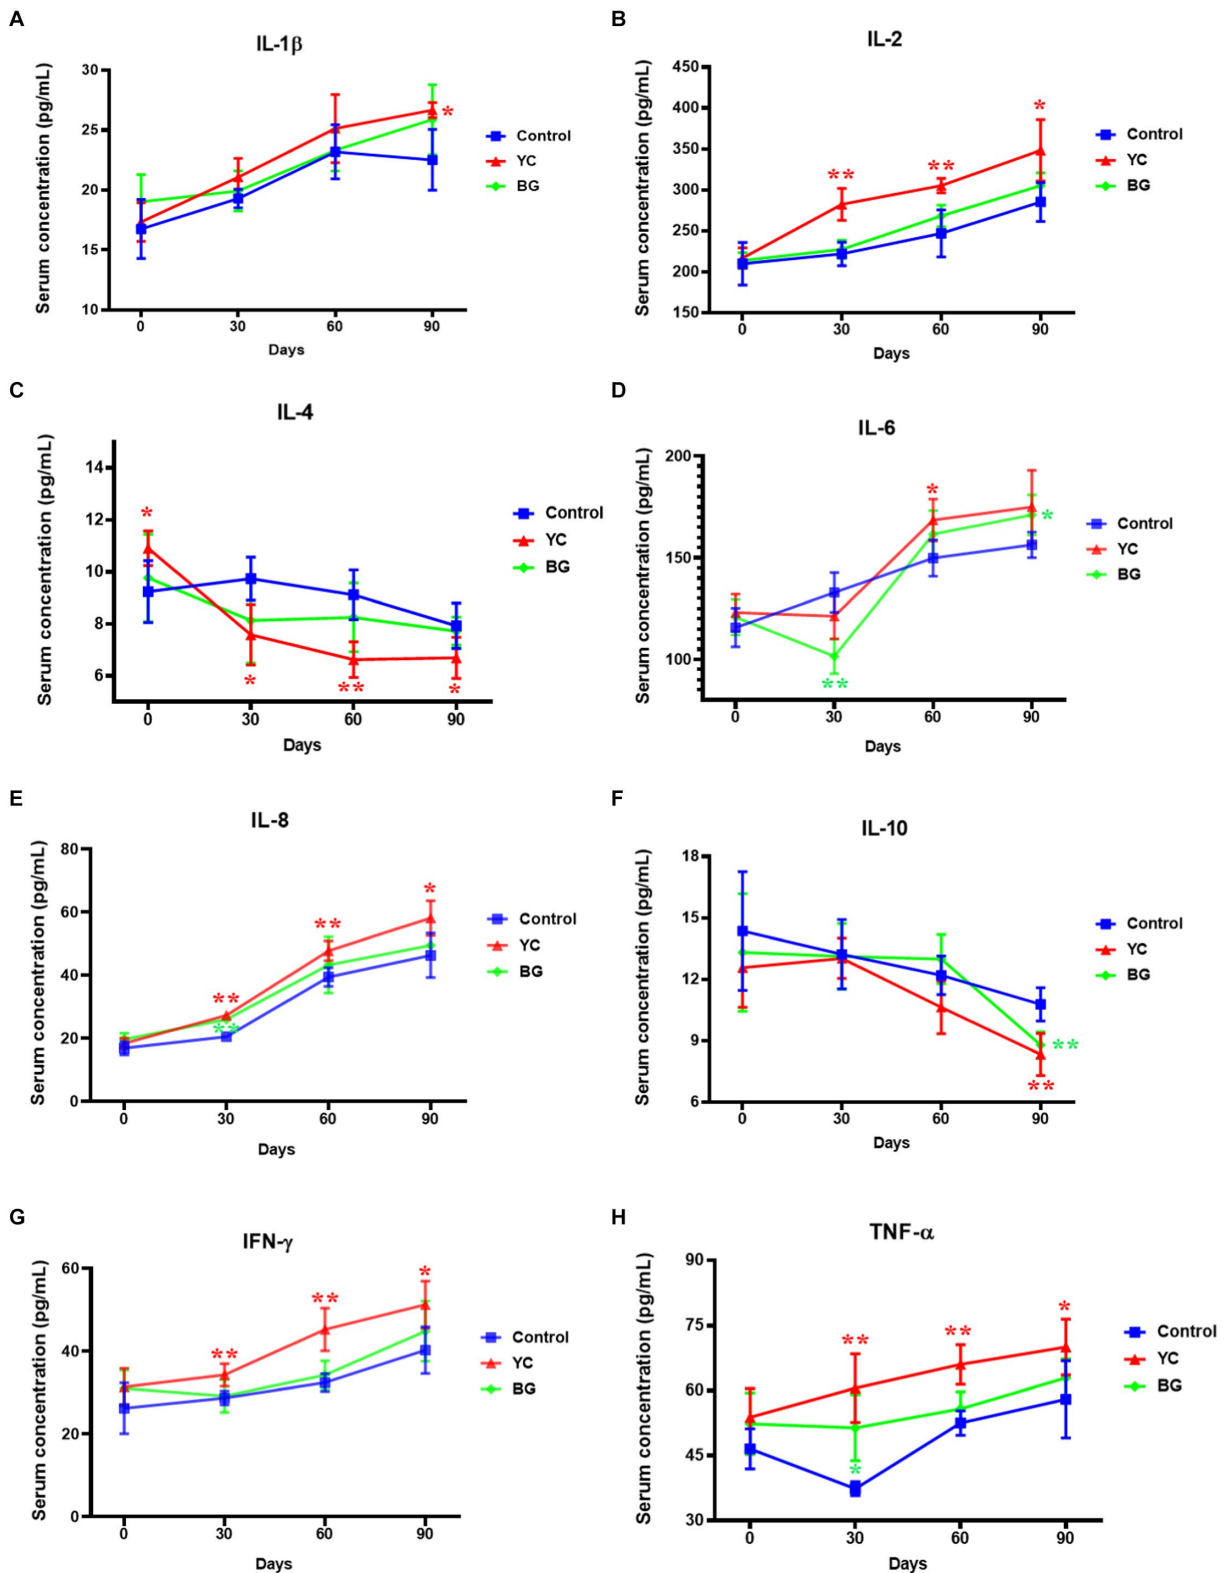 A
IL-1β
Serum concentration (pg/mL)
30
25
20
15
10
0 30 60 90
Days
*
Control
YC
BG
B
IL-2
Serum concentration (pg/mL)
450
400
350
300
250
200
150
0 30 60 90
Days
** ** *
Control
YC
BG
C
IL-4
Serum concentration (pg/mL)
14
12
10
8
6
0 30 60 90
Days
* * ** *
Control
YC
BG
D
IL-6
Serum concentration (pg/mL)
200
150
100
0 30 60 90
Days
** * *
Control
YC
BG
E
IL-8
Serum concentration (pg/mL)
80
60
40
20
0
0 30 60 90
Days
** ** ** *
Control
YC
BG
F
IL-10
Serum concentration (pg/mL)
18
15
12
9
6
0 30 60 90
Days
** **
Control
YC
BG
G
IFN-γ
Serum concentration (pg/mL)
60
40
20
0
0 30 60 90
Days
** ** *
Control
YC
BG
H
TNF-α
Serum concentration (pg/mL)
90
75
60
45
30
0 30 60 90
Days
** * ** *
Control
YC
BG